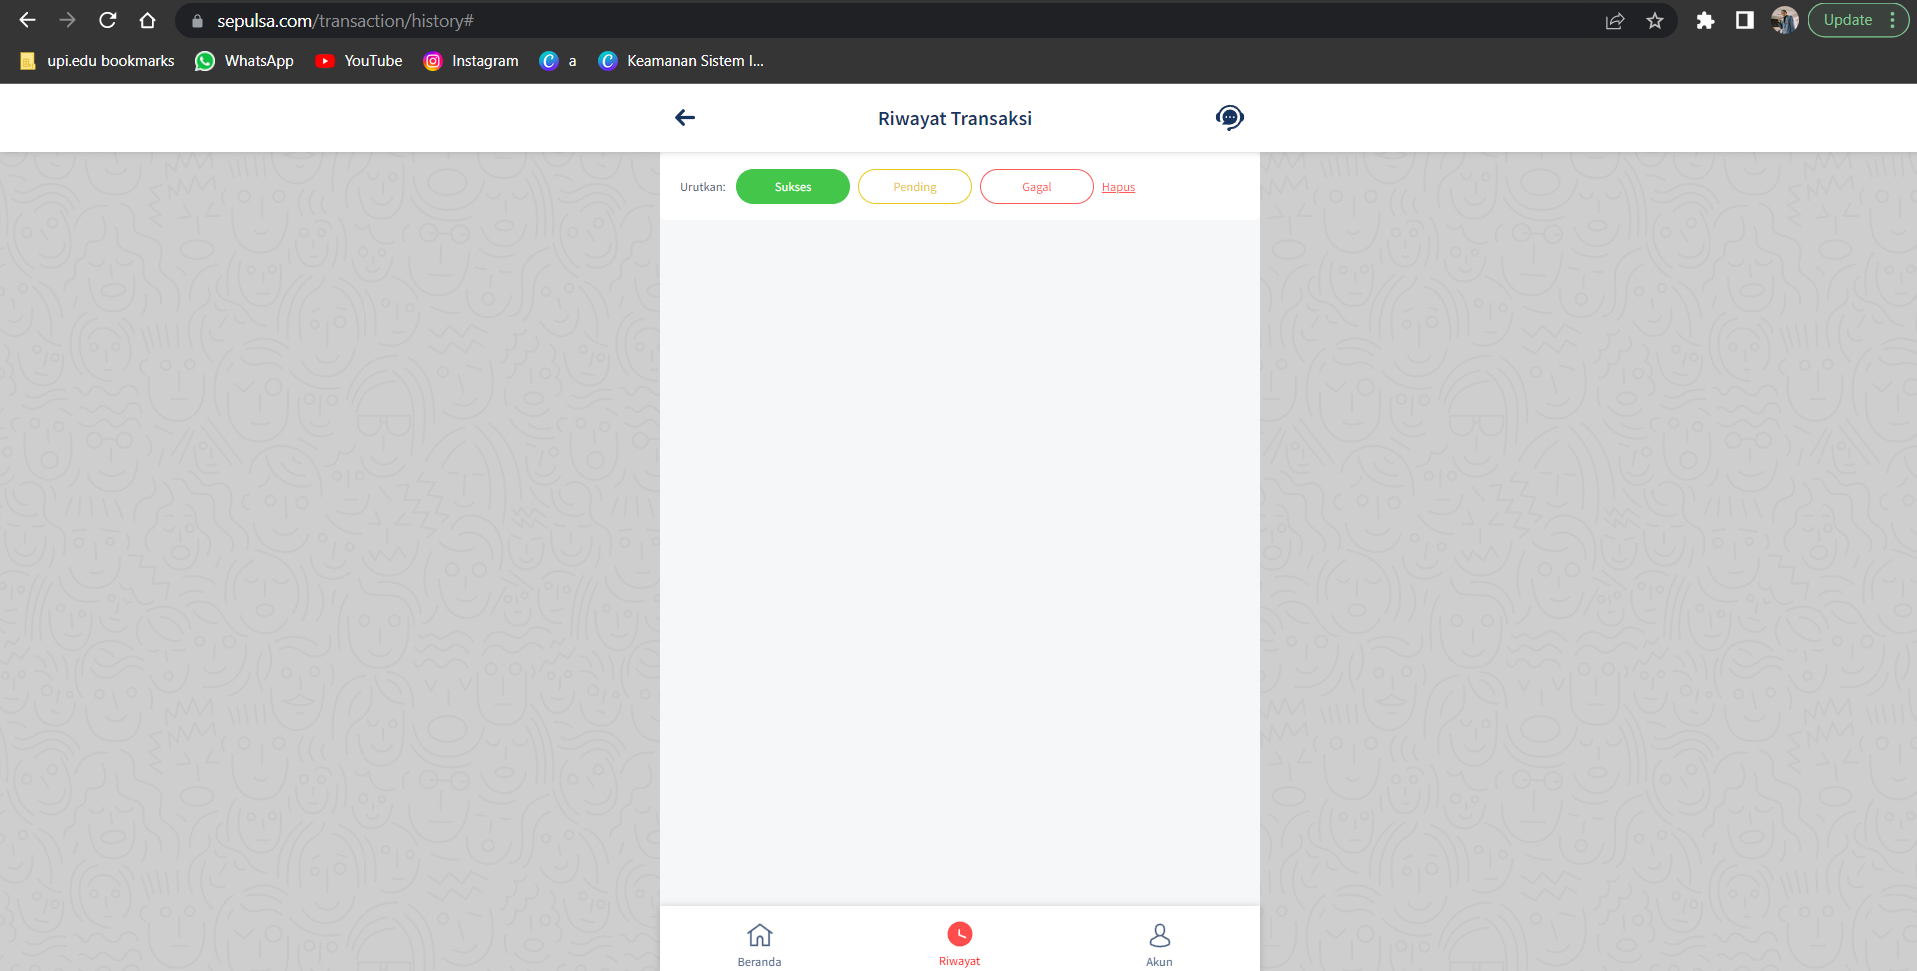 sepulsa.com/transaction/history#
Update
upi.edu bookmarks WhatsApp YouTube Instagram a Keamanan Sistem I...
Riwayat Transaksi
Urutkan: Sukses Pending Gagal Hapus
Beranda Riwayat Akun